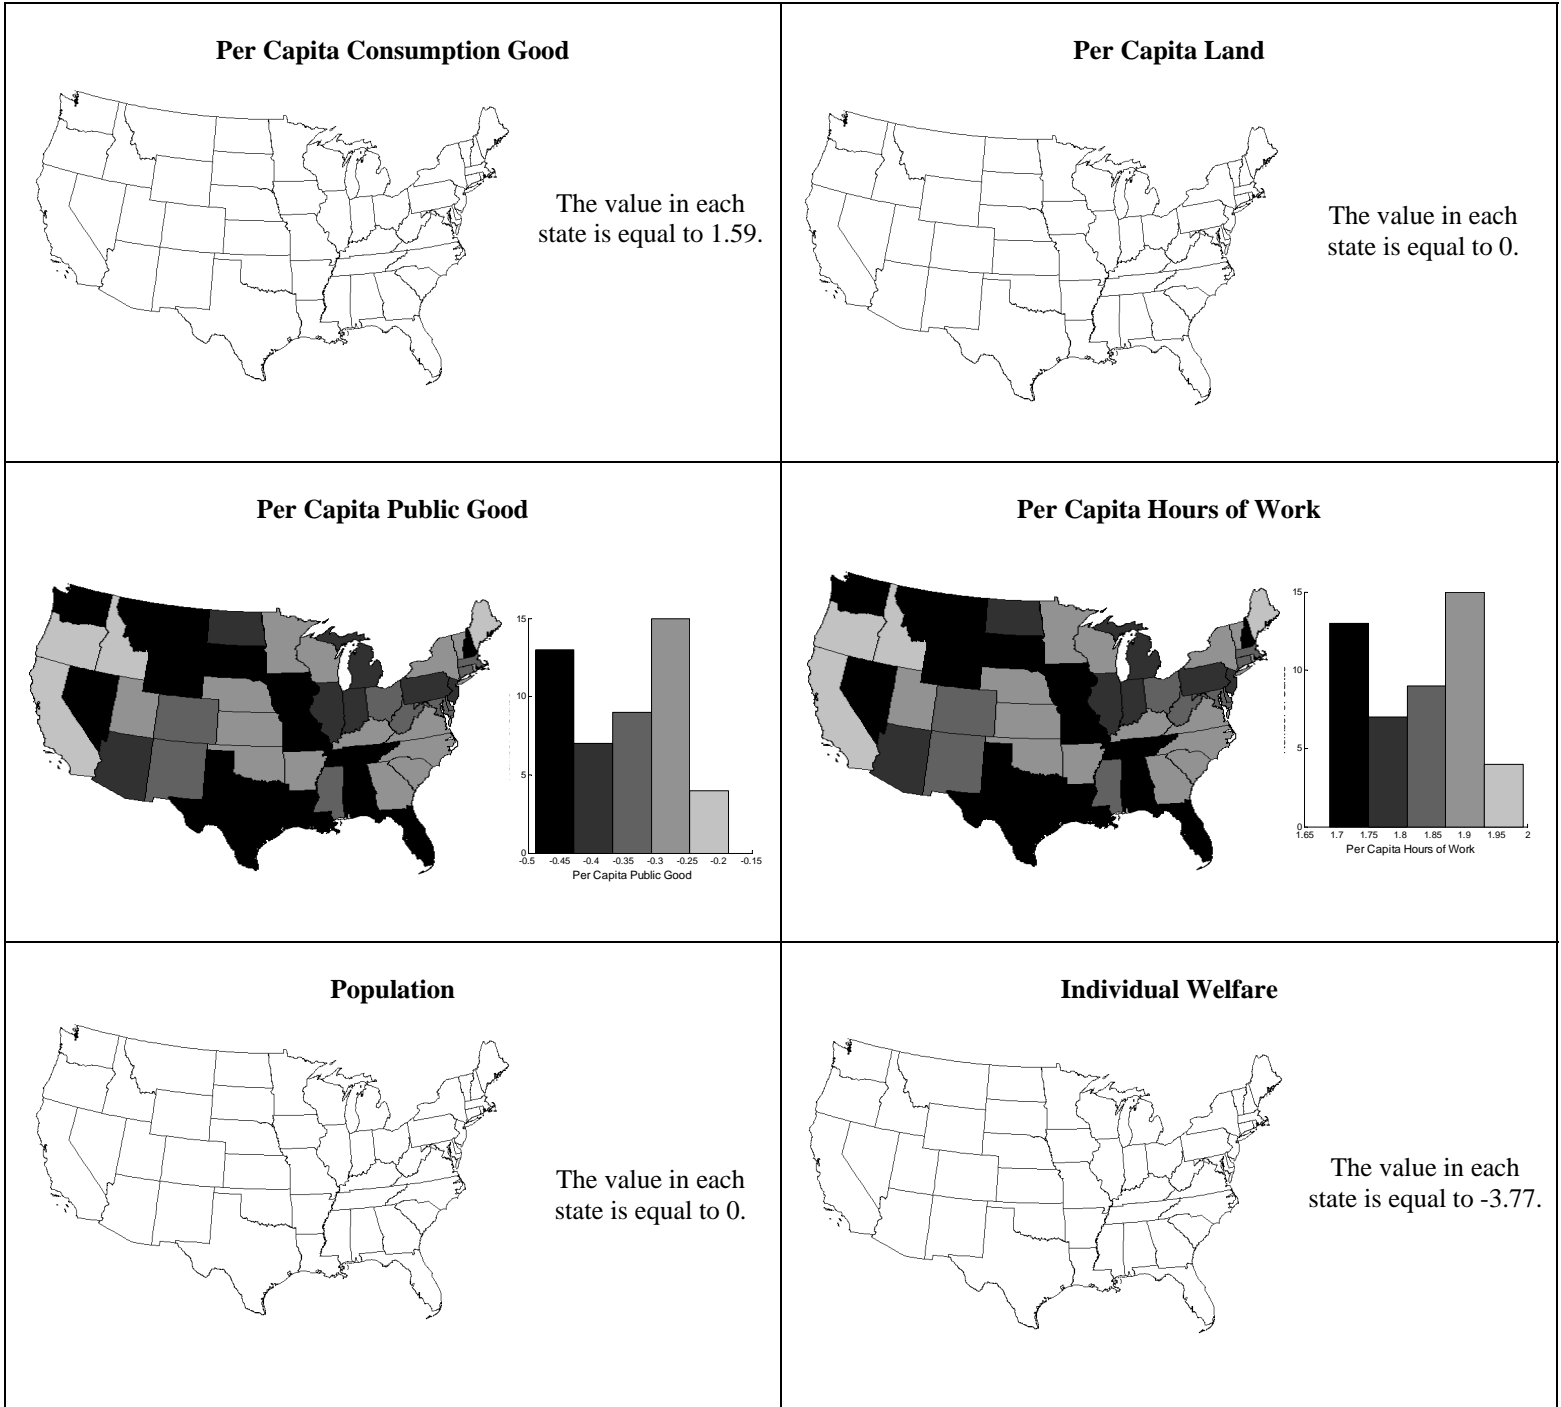 Per Capita Consumption Good
The value in each
state is equal to 1.59.
Per Capita Land
The value in each
state is equal to 0.
Per Capita Public Good
15
10
5
0
-0.5 -0.45 -0.4 -0.35 -0.3 -0.25 -0.2 -0.15
Per Capita Public Good
Per Capita Hours of Work
15
10
5
0
1.65 1.7 1.75 1.8 1.85 1.9 1.95 2
Per Capita Hours of Work
Population
The value in each
state is equal to 0.
Individual Welfare
The value in each
state is equal to -3.77.